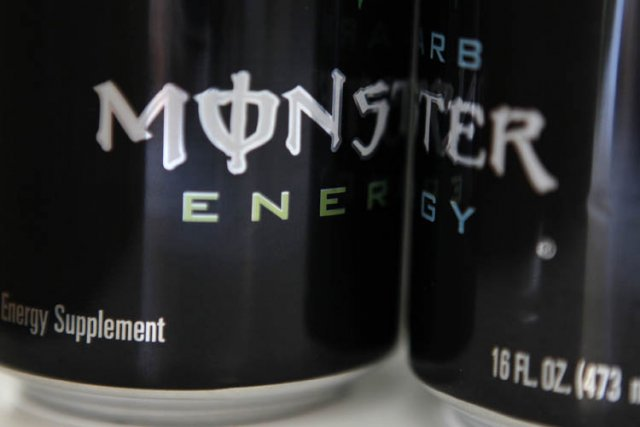 ARB
MONSTER
ENERGY
Energy Supplement
16 FL. OZ. (473